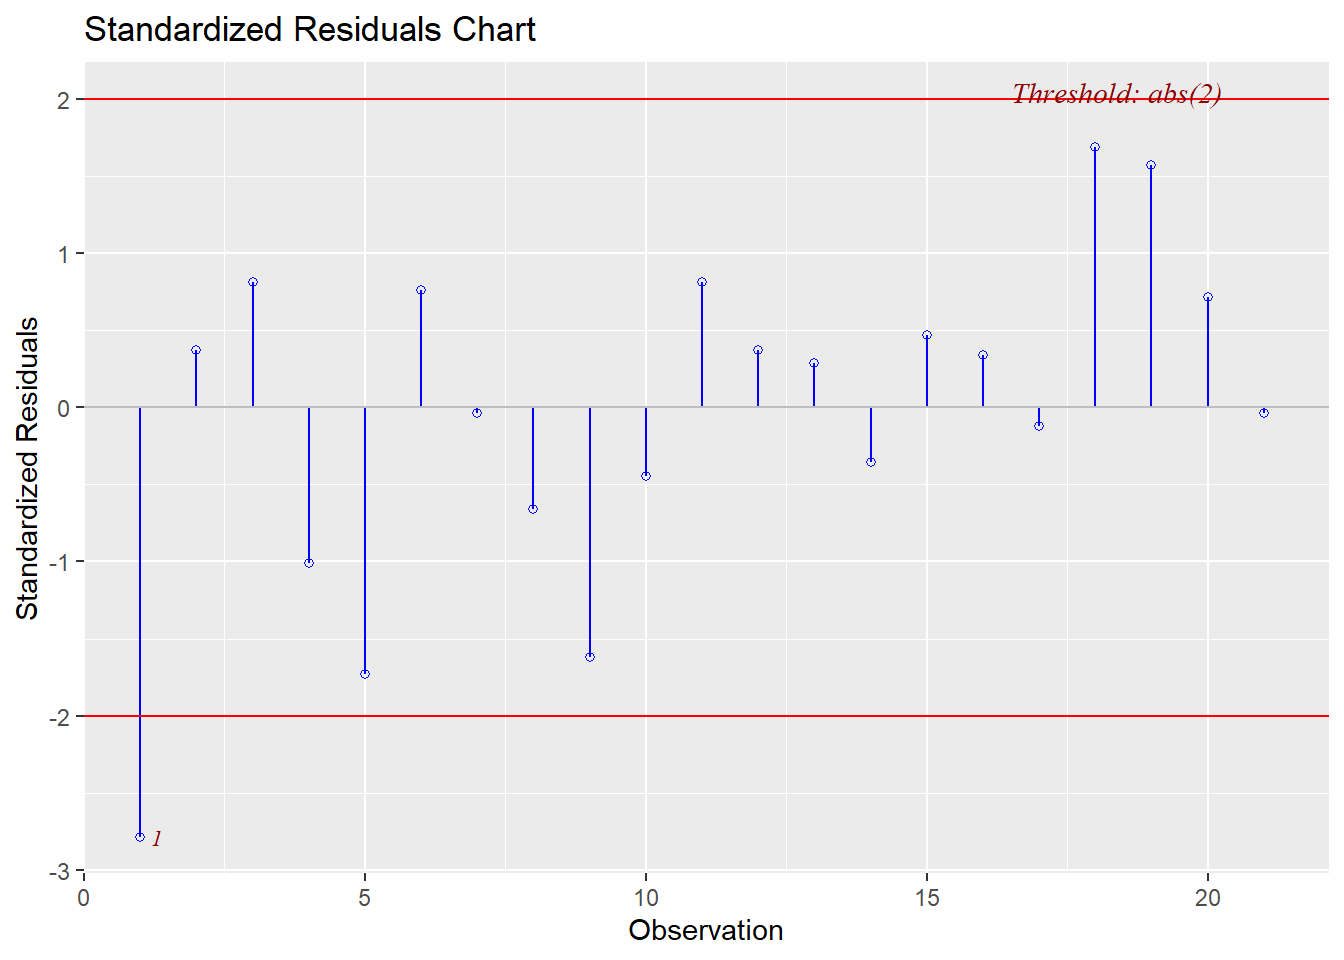 Standardized Residuals Chart
Threshold: abs(2)
2
1
0
-1
-2
-3
Standardized Residuals
1
0 5 10 15 20
Observation